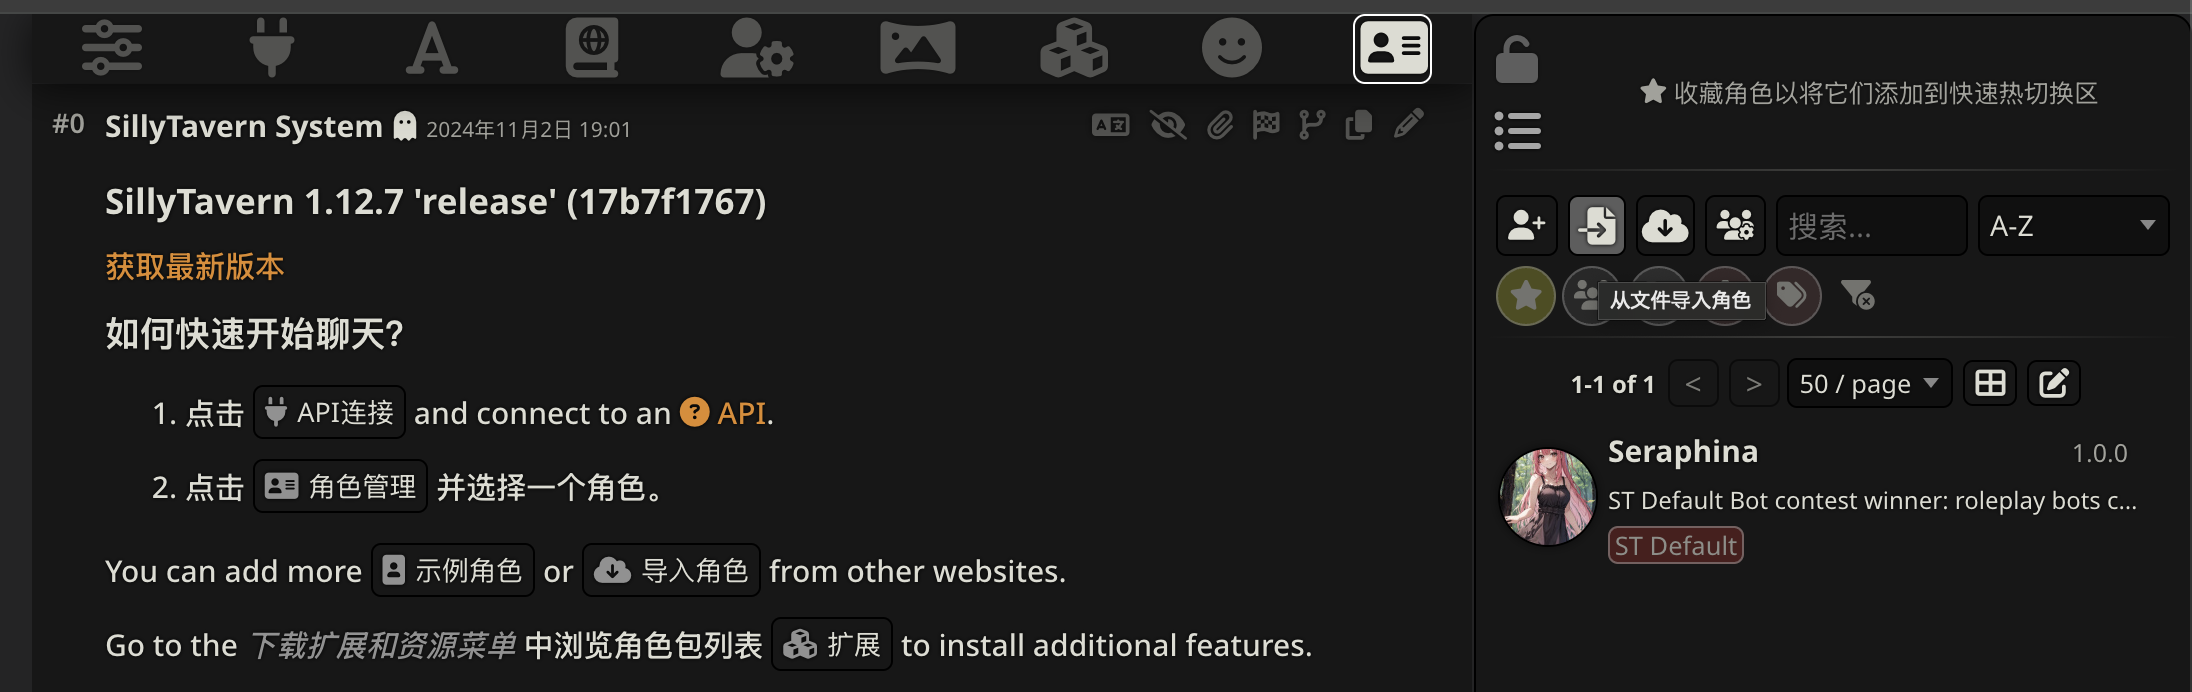 #0 SillyTavern System 2024年11月2日 19:01
SillyTavern 1.12.7 'release' (17b7f1767)
获取最新版本
如何快速开始聊天?
1. 点击 API连接 and connect to an ? API.
2. 点击 角色管理 并选择一个角色。
You can add more 示例角色 or 导入角色 from other websites.
Go to the 下载扩展和资源菜单 中浏览角色包列表 扩展 to install additional features.
收藏角色以将它们添加到快速热切换区
搜索...
A-Z
从文件导入角色
1-1 of 1 < > 50 / page
Seraphina 1.0.0
ST Default Bot contest winner: roleplay bots c...
ST Default